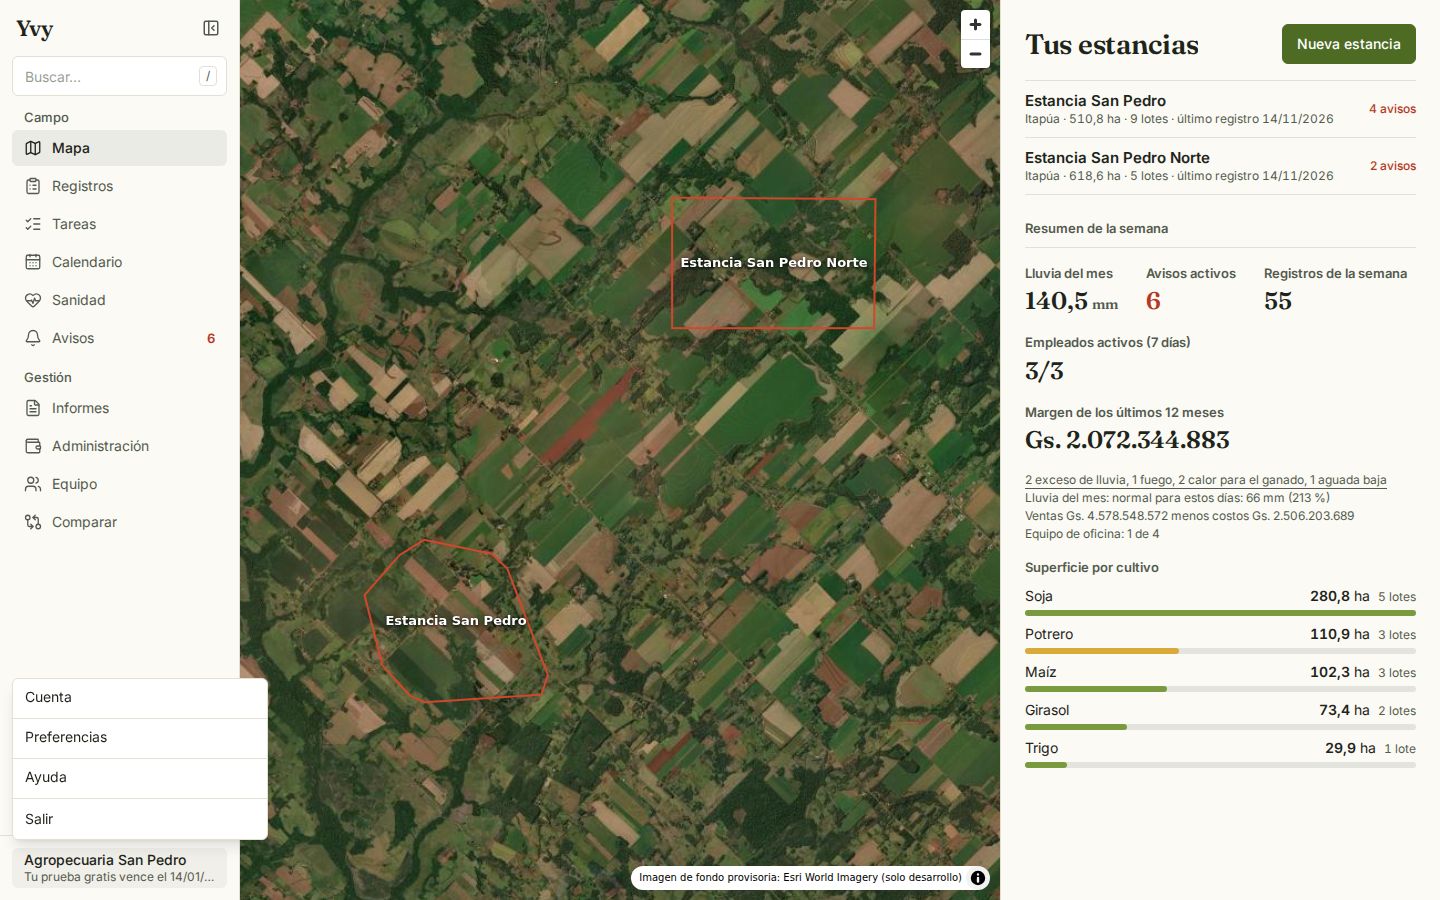 Yvy
Buscar...
/
Campo
Mapa
Registros
Tareas
Calendario
Sanidad
Avisos
6
Gestión
Informes
Administración
Equipo
Comparar
Cuenta
Preferencias
Ayuda
Salir
Agropecuaria San Pedro
Tu prueba gratis vence el 14/01/...
Estancia San Pedro Norte
Estancia San Pedro
+
−
Imagen de fondo provisoria: Esri World Imagery (solo desarrollo)
Tus estancias
Nueva estancia
Estancia San Pedro
Itapúa · 510,8 ha · 9 lotes · último registro 14/11/2026
4 avisos
Estancia San Pedro Norte
Itapúa · 618,6 ha · 5 lotes · último registro 14/11/2026
2 avisos
Resumen de la semana
Lluvia del mes
140,5 mm
Avisos activos
6
Registros de la semana
55
Empleados activos (7 días)
3/3
Margen de los últimos 12 meses
Gs. 2.072.344.883
2 exceso de lluvia, 1 fuego, 2 calor para el ganado, 1 aguada baja
Lluvia del mes: normal para estos días: 66 mm (213 %)
Ventas Gs. 4.578.548.572 menos costos Gs. 2.506.203.689
Equipo de oficina: 1 de 4
Superficie por cultivo
Soja 280,8 ha 5 lotes
Potrero 110,9 ha 3 lotes
Maíz 102,3 ha 3 lotes
Girasol 73,4 ha 2 lotes
Trigo 29,9 ha 1 lote